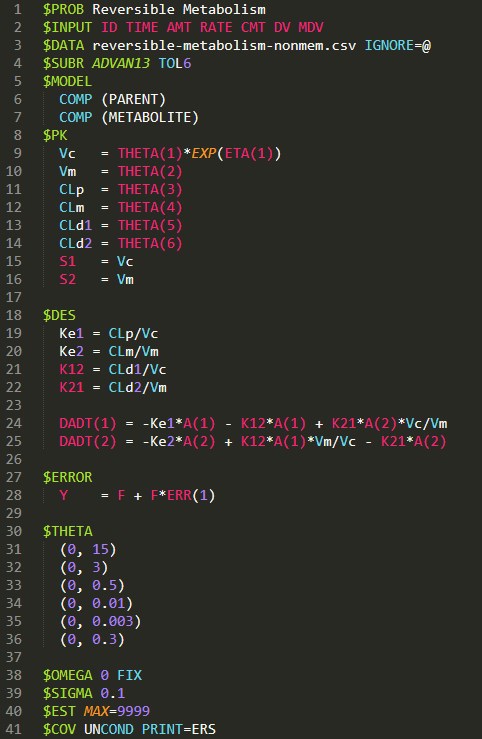 1 $PROB Reversible Metabolism
2 $INPUT ID TIME AMT RATE CMT DV MDV
3 $DATA reversible-metabolism-nonmem.csv IGNORE=@
4 $SUBR ADVAN13 TOL6
5 $MODEL
6 COMP (PARENT)
7 COMP (METABOLITE)
8 $PK
9 Vc = THETA(1)*EXP(ETA(1))
10 Vm = THETA(2)
11 CLp = THETA(3)
12 CLm = THETA(4)
13 CLd1 = THETA(5)
14 CLd2 = THETA(6)
15 S1 = Vc
16 S2 = Vm
17
18 $DES
19 Ke1 = CLp/Vc
20 Ke2 = CLm/Vm
21 K12 = CLd1/Vc
22 K21 = CLd2/Vm
23
24 DADT(1) = -Ke1*A(1) - K12*A(1) + K21*A(2)*Vc/Vm
25 DADT(2) = -Ke2*A(2) + K12*A(1)*Vm/Vc - K21*A(2)
26
27 $ERROR
28 Y = F + F*ERR(1)
29
30 $THETA
31 (0, 15)
32 (0, 3)
33 (0, 0.5)
34 (0, 0.01)
35 (0, 0.003)
36 (0, 0.3)
37
38 $OMEGA 0 FIX
39 $SIGMA 0.1
40 $EST MAX=9999
41 $COV UNCOND PRINT=ERS